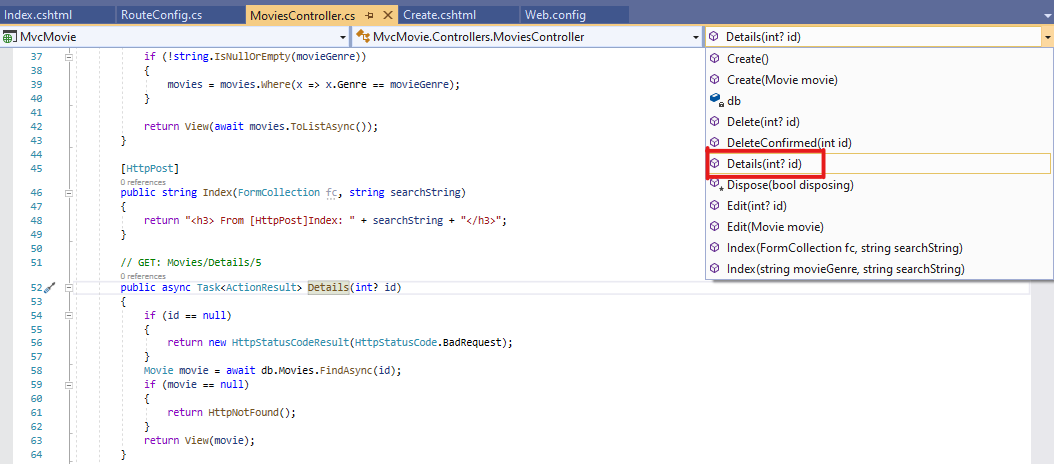 Index.cshtml RouteConfig.cs MoviesController.cs Create.cshtml Web.config
MvcMovie MvcMovie.Controllers.MoviesController Details(int? id)
Create()
Create(Movie movie)
db
Delete(int? id)
DeleteConfirmed(int id)
Details(int? id)
Dispose(bool disposing)
Edit(int? id)
Edit(Movie movie)
Index(FormCollection fc, string searchString)
Index(string movieGenre, string searchString)
37 if (!string.IsNullOrEmpty(movieGenre))
38 {
39 movies = movies.Where(x => x.Genre == movieGenre);
40 }
41
42 return View(await movies.ToListAsync());
43 }
44
45 [HttpPost]
0 references
46 public string Index(FormCollection fc, string searchString)
47 {
48 return "<h3> From [HttpPost]Index: " + searchString + "</h3>";
49 }
50
51 // GET: Movies/Details/5
0 references
52 public async Task<ActionResult> Details(int? id)
53 {
54 if (id == null)
55 {
56 return new HttpStatusCodeResult(HttpStatusCode.BadRequest);
57 }
58 Movie movie = await db.Movies.FindAsync(id);
59 if (movie == null)
60 {
61 return HttpNotFound();
62 }
63 return View(movie);
64 }